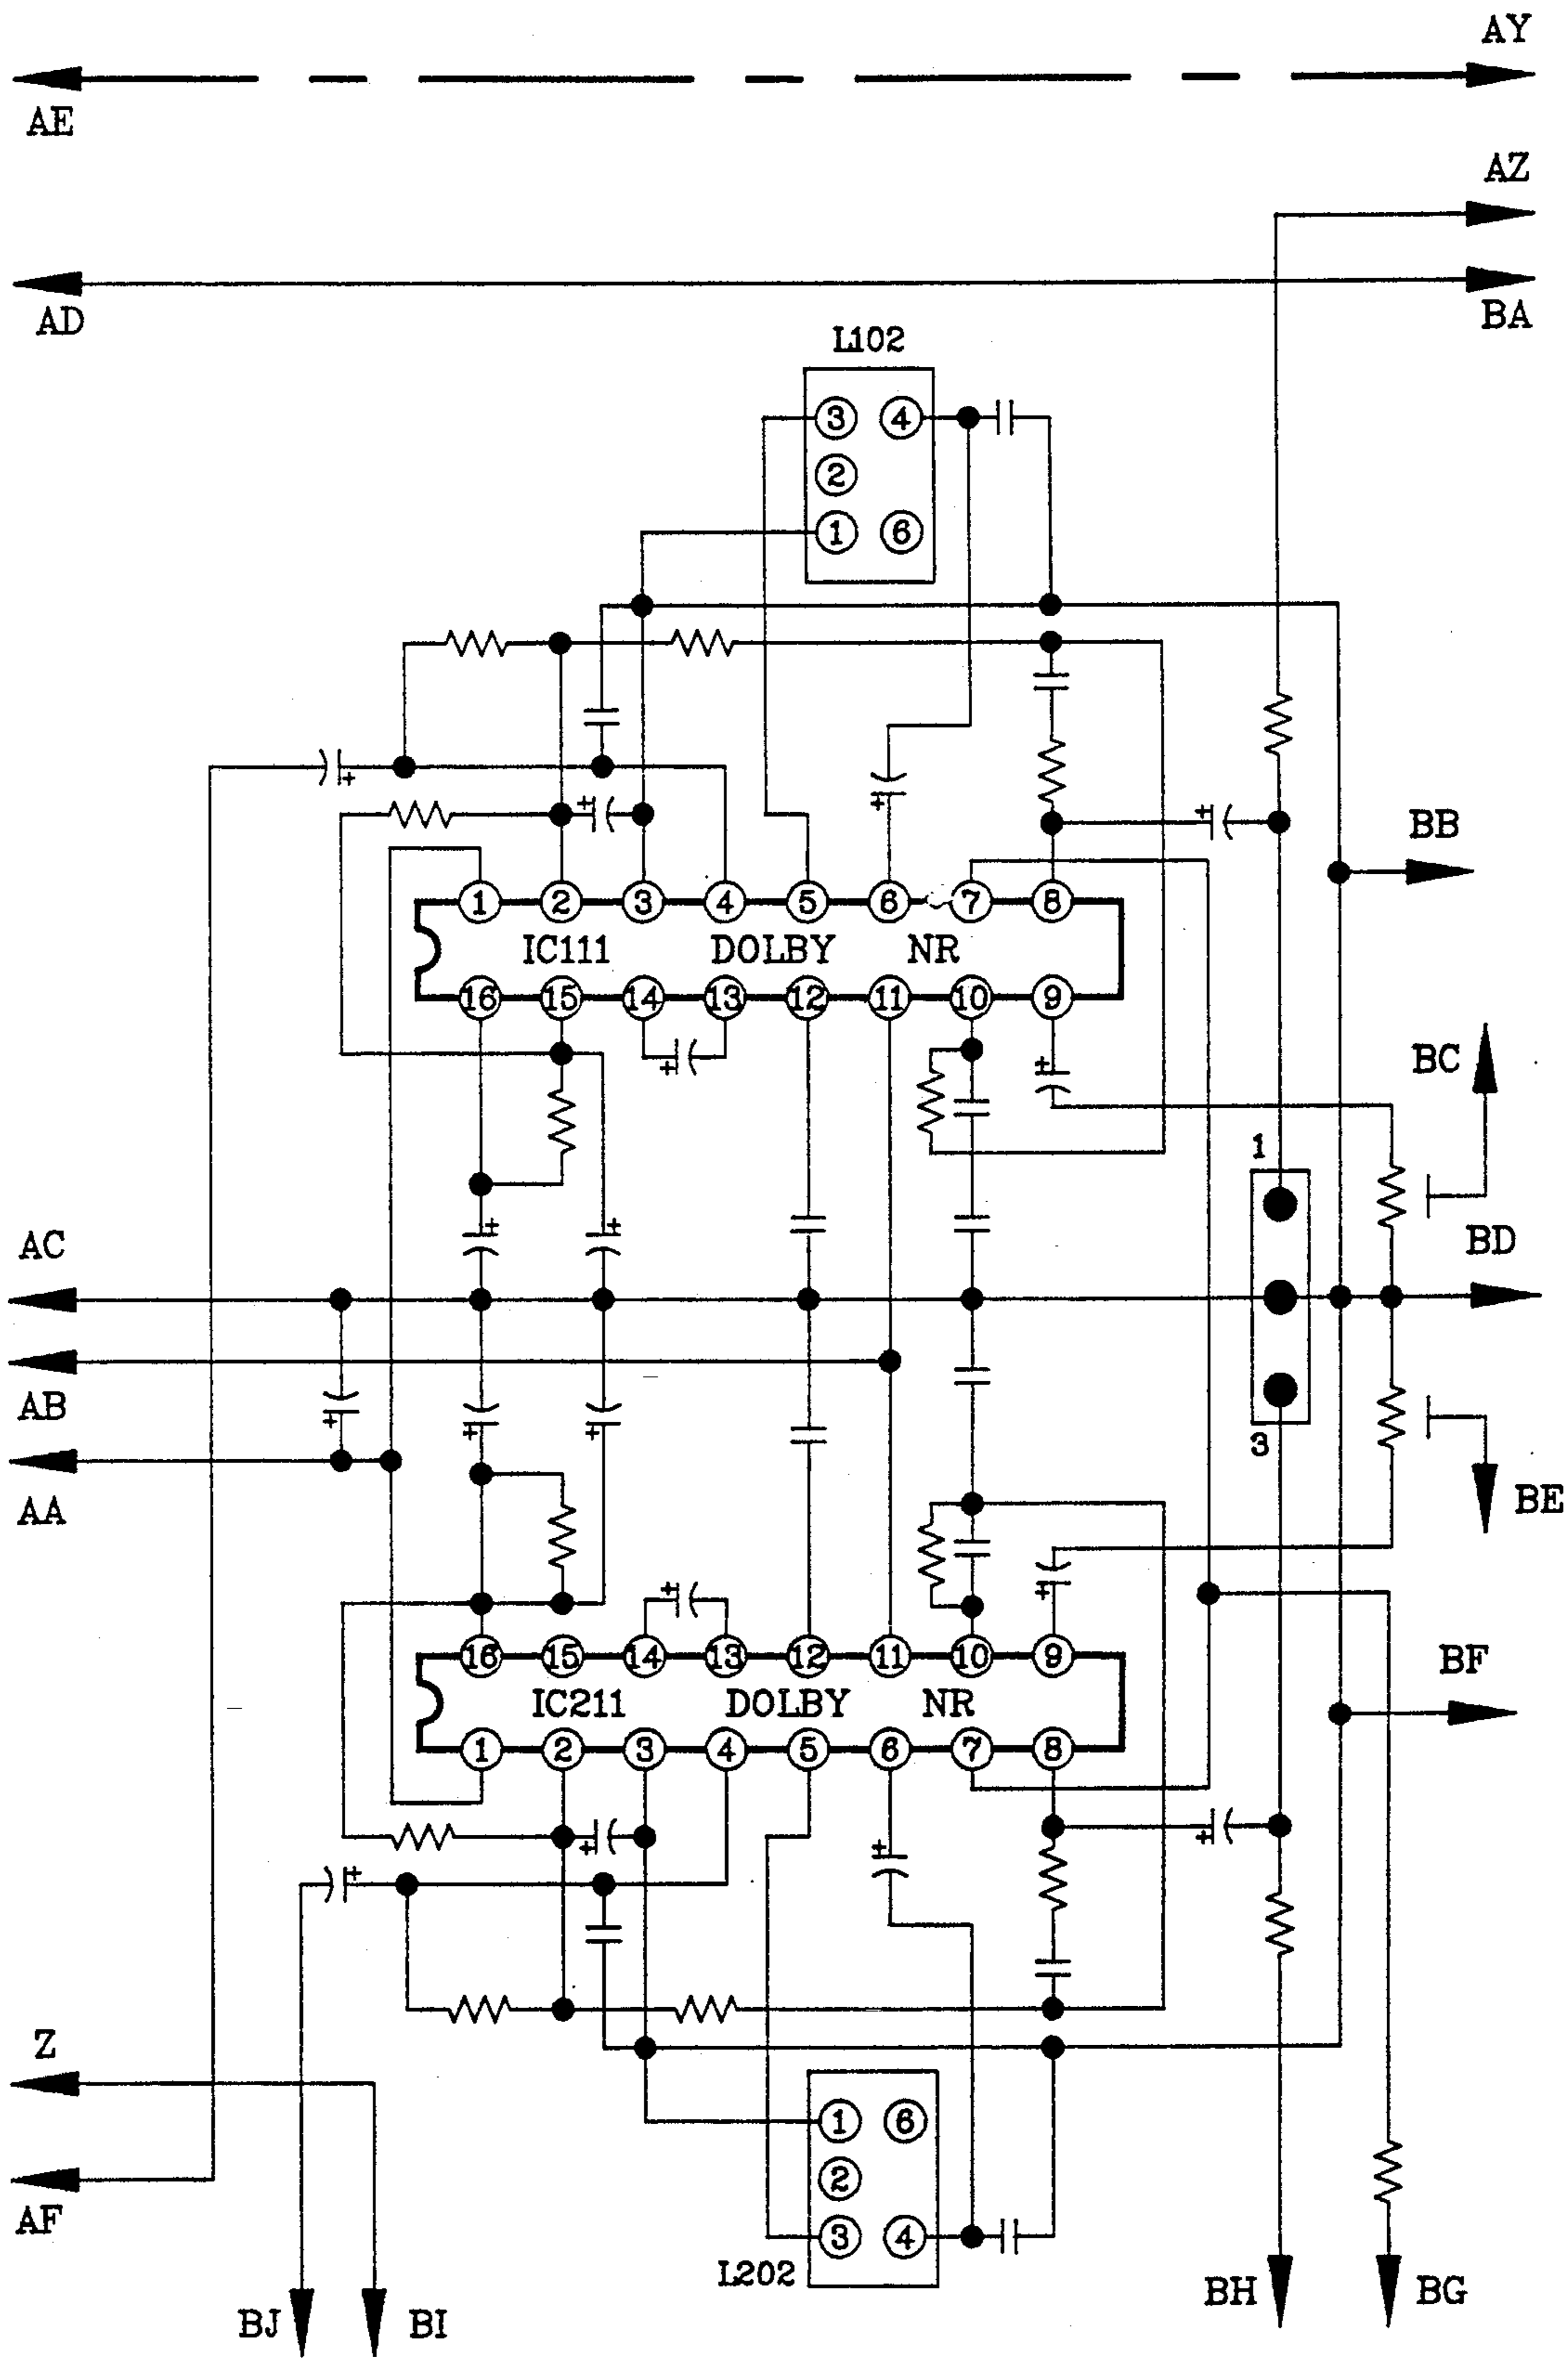 AY
AE
AZ
AD
BA
L102
3 4
2
1 6
+
+
+
+
BB
1 2 3 4 5 6 7 8
IC111 DOLBY NR
16 15 14 13 12 11 10 9
+
+
BC
1
+ +
AC
BD
AB
+ + +
3
AA
BE
+
+
16 15 14 13 12 11 10 9
IC211 DOLBY NR
BF
1 2 3 4 5 6 7 8
+
+
+
+
Z
1 6
2
AF
3 4
L202
BJ
BI
BH
BG